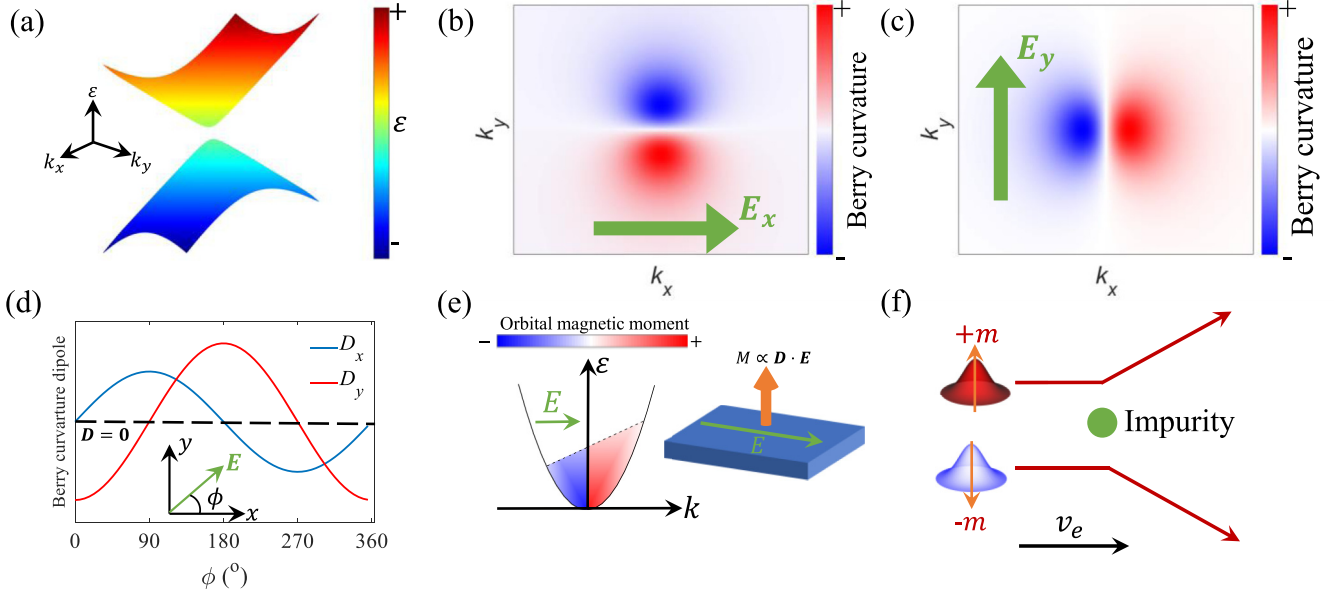 (a)
+
ε
-
ε
k_x
k_y
(b)
k_y
E_x
k_x
+
Berry curvature
-
(c)
k_y
E_y
k_x
+
Berry curvature
-
(d)
Berry curvarture dipole
D_x
D_y
D = 0
y
E
ϕ
x
0 90 180 270 360
ϕ (°)
(e)
Orbital magnetic moment
- +
ε
E
k
M ∝ D · E
E
(f)
+m
Impurity
-m
v_e